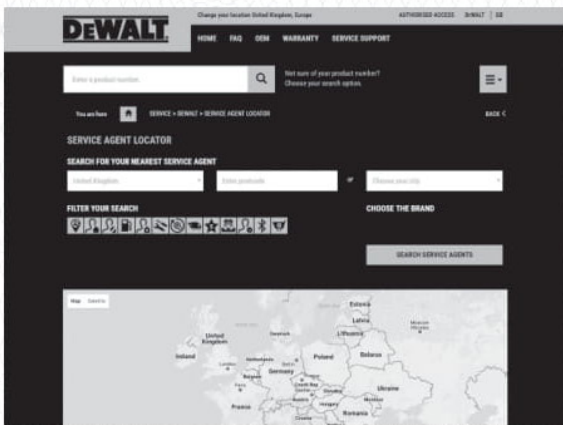 DEWALT
Change your location United Kingdom, Europe
AUTHORISED ACCESS DEWALT | GB
HOME FAQ OEM WARRANTY SERVICE SUPPORT
Enter a product number
Not sure of your product number?
Choose your search option.
You are here SERVICE > DEWALT > SERVICE AGENT LOCATOR
BACK <
SERVICE AGENT LOCATOR
SEARCH FOR YOUR NEAREST SERVICE AGENT
United Kingdom
Enter postcode
or
Choose your city
FILTER YOUR SEARCH
CHOOSE THE BRAND
SEARCH SERVICE AGENTS
Map Satellite
Estonia
Latvia
Lithuania
Denmark
United
Kingdom
Ireland
London
Netherlands
Berlin
Poland
Belarus
Belgium
Germany
Paris
Ukraine
Austria
Hungary
Moldova
France
Romania
Croatia